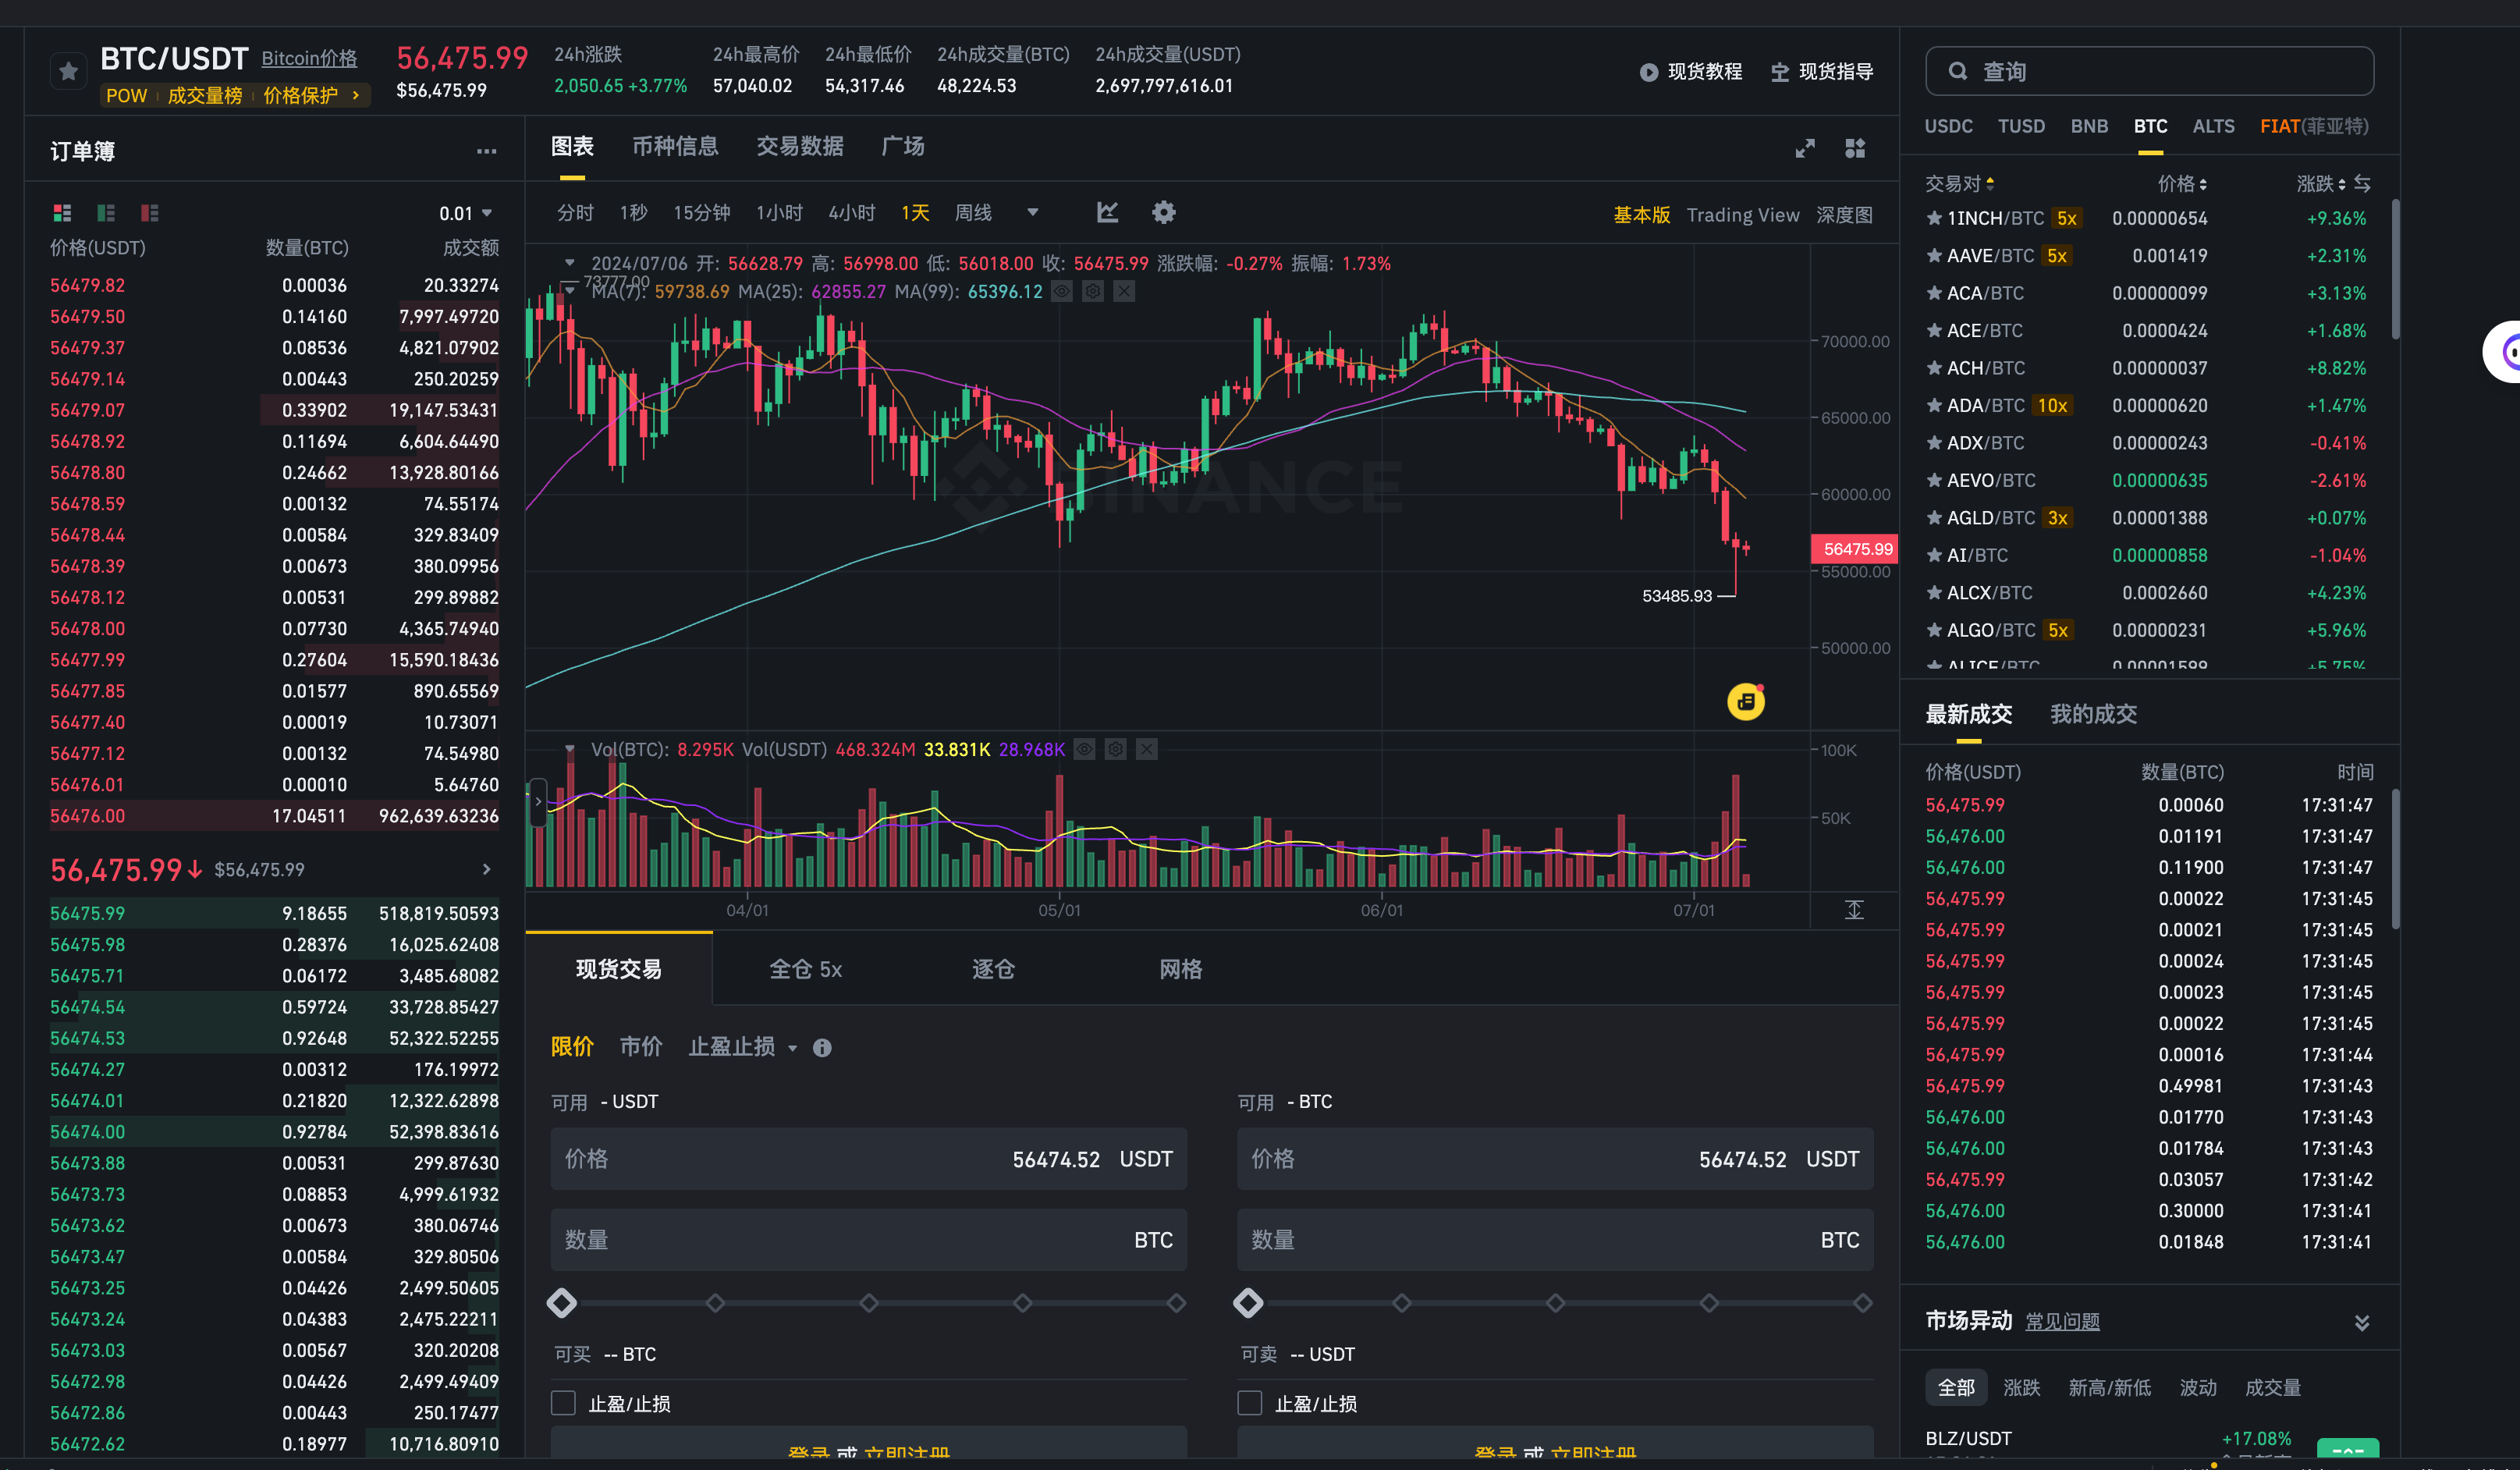 BTC/USDT Bitcoin价格
POW 成交量榜 价格保护
56,475.99
$56,475.99
24h涨跌
2,050.65 +3.77%
24h最高价
57,040.02
24h最低价
54,317.46
24h成交量(BTC)
48,224.53
24h成交量(USDT)
2,697,797,616.01
现货教程 现货指导
订单簿
0.01
价格(USDT) 数量(BTC) 成交额
56479.82 0.00036 20.33274
56479.50 0.14160 7,997.49720
56479.37 0.08536 4,821.07902
56479.14 0.00443 250.20259
56479.07 0.33902 19,147.53431
56478.92 0.11694 6,604.64490
56478.80 0.24662 13,928.80166
56478.59 0.00132 74.55174
56478.44 0.00584 329.83409
56478.39 0.00673 380.09956
56478.12 0.00531 299.89882
56478.00 0.07730 4,365.74940
56477.99 0.27604 15,590.18436
56477.85 0.01577 890.65569
56477.40 0.00019 10.73071
56477.12 0.00132 74.54980
56476.01 0.00010 5.64760
56476.00 17.04511 962,639.63236
56,475.99↓ $56,475.99
56475.99 9.18655 518,819.50593
56475.98 0.28376 16,025.62408
56475.71 0.06172 3,485.68082
56474.54 0.59724 33,728.85427
56474.53 0.92648 52,322.52255
56474.27 0.00312 176.19972
56474.01 0.21820 12,322.62898
56474.00 0.92784 52,398.83616
56473.88 0.00531 299.87630
56473.73 0.08853 4,999.61932
56473.62 0.00673 380.06746
56473.47 0.00584 329.80506
56473.25 0.04426 2,499.50605
56473.24 0.04383 2,475.22211
56473.03 0.00567 320.20208
56472.98 0.04426 2,499.49409
56472.86 0.00443 250.17477
56472.62 0.18977 10,716.80910
图表 币种信息 交易数据 广场
分时 1秒 15分钟 1小时 4小时 1天 周线
基本版 Trading View 深度图
2024/07/06 开: 56628.79 高: 56998.00 低: 56018.00 收: 56475.99 涨跌幅: -0.27% 振幅: 1.73%
73777.00
MA(7): 59738.69 MA(25): 62855.27 MA(99): 65396.12
70000.00
65000.00
BINANCE
60000.00
56475.99
55000.00
53485.93
50000.00
Vol(BTC): 8.295K Vol(USDT) 468.324M 33.831K 28.968K
100K
50K
04/01 05/01 06/01 07/01
现货交易 全仓 5x 逐仓 网格
限价 市价 止盈止损
可用 - USDT
价格 56474.52 USDT
数量 BTC
可买 -- BTC
止盈/止损
登录 或 立即注册
可用 - BTC
价格 56474.52 USDT
数量 BTC
可卖 -- USDT
止盈/止损
登录 或 立即注册
查询
USDC TUSD BNB BTC ALTS FIAT(菲亚特)
交易对 价格 涨跌
1INCH/BTC 5x 0.00000654 +9.36%
AAVE/BTC 5x 0.001419 +2.31%
ACA/BTC 0.00000099 +3.13%
ACE/BTC 0.0000424 +1.68%
ACH/BTC 0.00000037 +8.82%
ADA/BTC 10x 0.00000620 +1.47%
ADX/BTC 0.00000243 -0.41%
AEVO/BTC 0.00000635 -2.61%
AGLD/BTC 3x 0.00001388 +0.07%
AI/BTC 0.00000858 -1.04%
ALCX/BTC 0.0002660 +4.23%
ALGO/BTC 5x 0.00000231 +5.96%
ALICE/BTC 0.00001599 +5.75%
最新成交 我的成交
价格(USDT) 数量(BTC) 时间
56,475.99 0.00060 17:31:47
56,476.00 0.01191 17:31:47
56,476.00 0.11900 17:31:47
56,475.99 0.00022 17:31:45
56,475.99 0.00021 17:31:45
56,475.99 0.00024 17:31:45
56,475.99 0.00023 17:31:45
56,475.99 0.00022 17:31:45
56,475.99 0.00016 17:31:44
56,475.99 0.49981 17:31:43
56,476.00 0.01770 17:31:43
56,476.00 0.01784 17:31:43
56,475.99 0.03057 17:31:42
56,476.00 0.30000 17:31:41
56,476.00 0.01848 17:31:41
市场异动 常见问题
全部 涨跌 新高/新低 波动 成交量
BLZ/USDT +17.08%